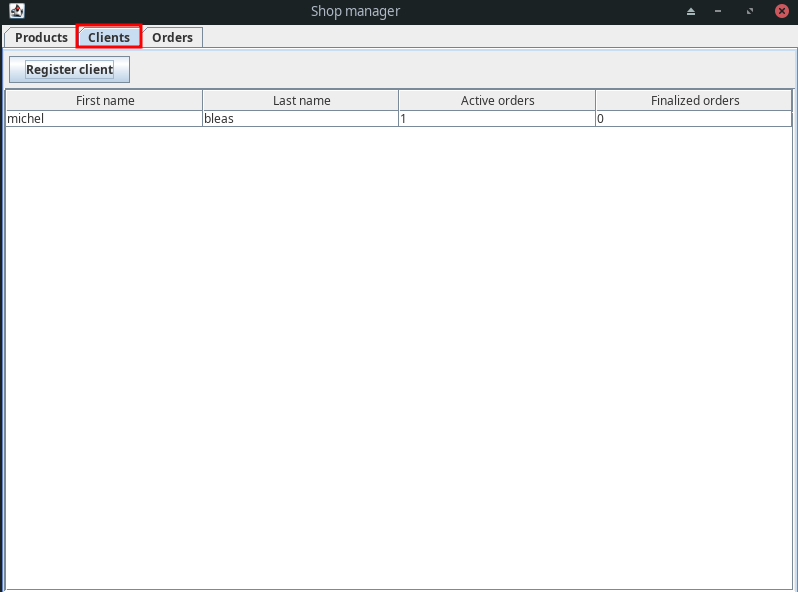 Shop manager
Products Clients Orders
Register client
First name Last name Active orders Finalized orders
michel bleas 1 0